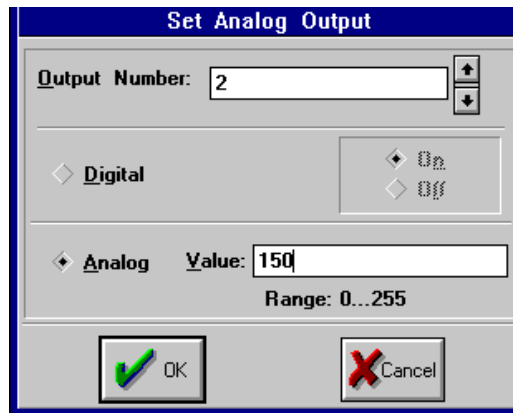 Set Analog Output
Output Number: 2
Digital
On
Off
Analog Value: 150
Range: 0...255
OK
Cancel